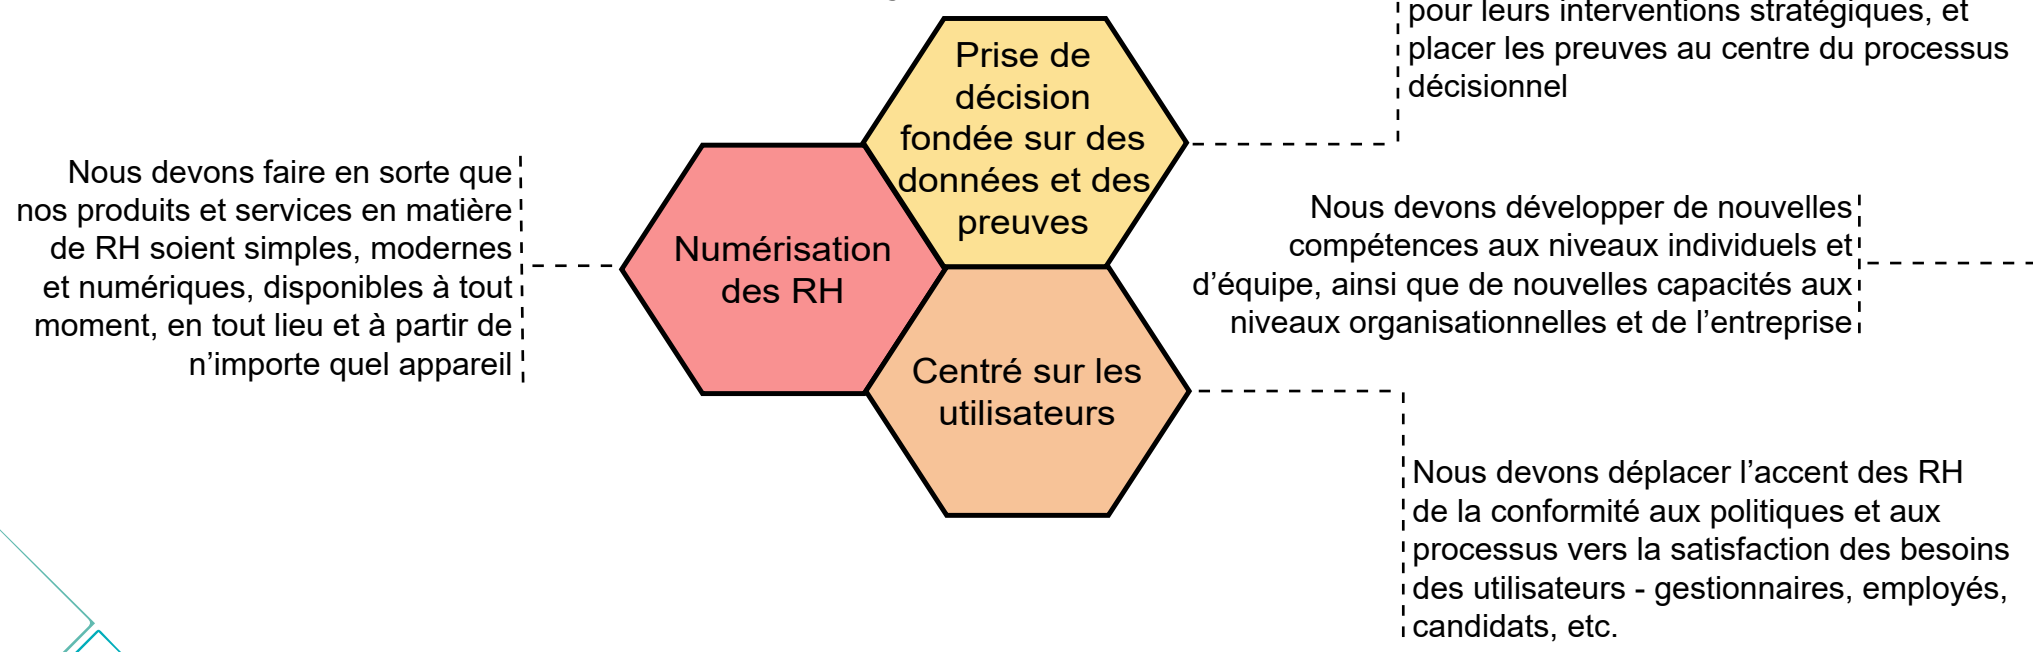 pour leurs interventions stratégiques, et
placer les preuves au centre du processus
décisionnel
Prise de
décision
fondée sur des
données et des
preuves
Nous devons faire en sorte que
nos produits et services en matière
de RH soient simples, modernes
et numériques, disponibles à tout
moment, en tout lieu et à partir de
n’importe quel appareil
Numérisation
des RH
Nous devons développer de nouvelles
compétences aux niveaux individuels et
d’équipe, ainsi que de nouvelles capacités aux
niveaux organisationnelles et de l’entreprise
Centré sur les
utilisateurs
Nous devons déplacer l’accent des RH
de la conformité aux politiques et aux
processus vers la satisfaction des besoins
des utilisateurs - gestionnaires, employés,
candidats, etc.